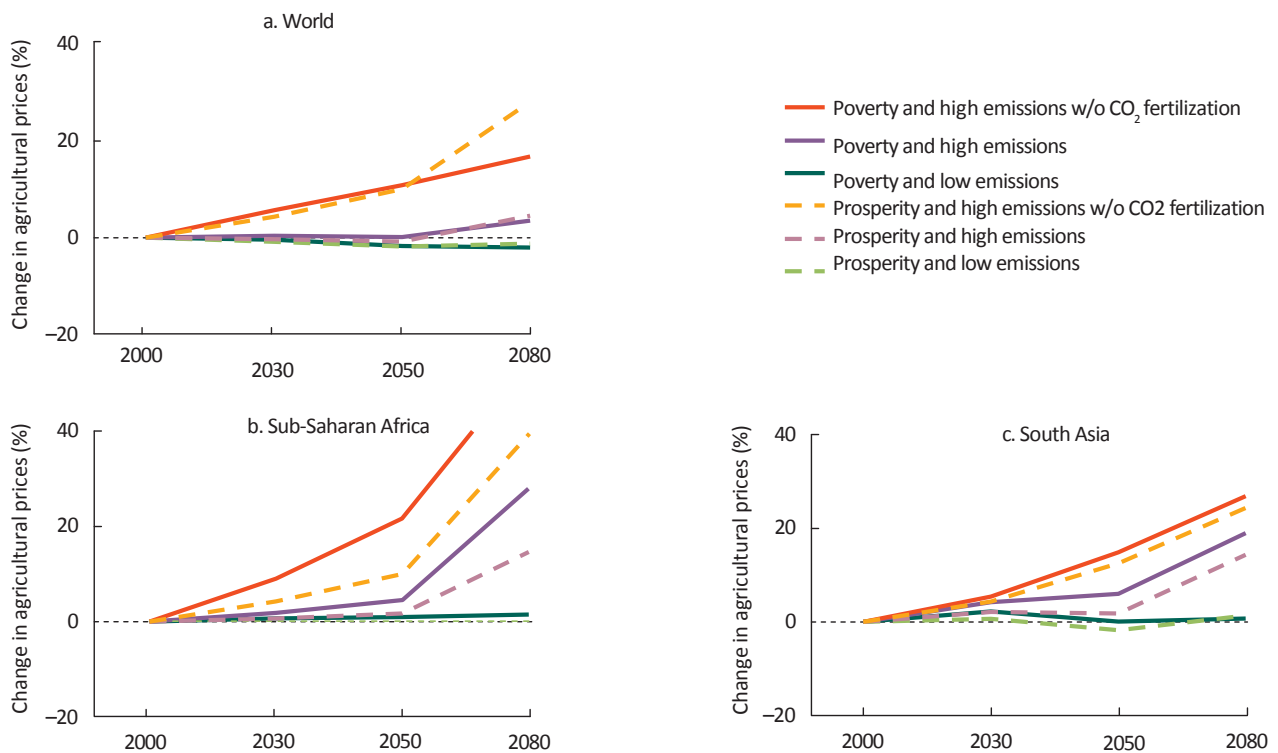 a. World
Change in agricultural prices (%)
40
20
0
–20
2000
2030
2050
2080
Poverty and high emissions w/o CO₂ fertilization
Poverty and high emissions
Poverty and low emissions
Prosperity and high emissions w/o CO2 fertilization
Prosperity and high emissions
Prosperity and low emissions
b. Sub-Saharan Africa
Change in agricultural prices (%)
40
20
0
–20
2000
2030
2050
2080
c. South Asia
Change in agricultural prices (%)
40
20
0
–20
2000
2030
2050
2080